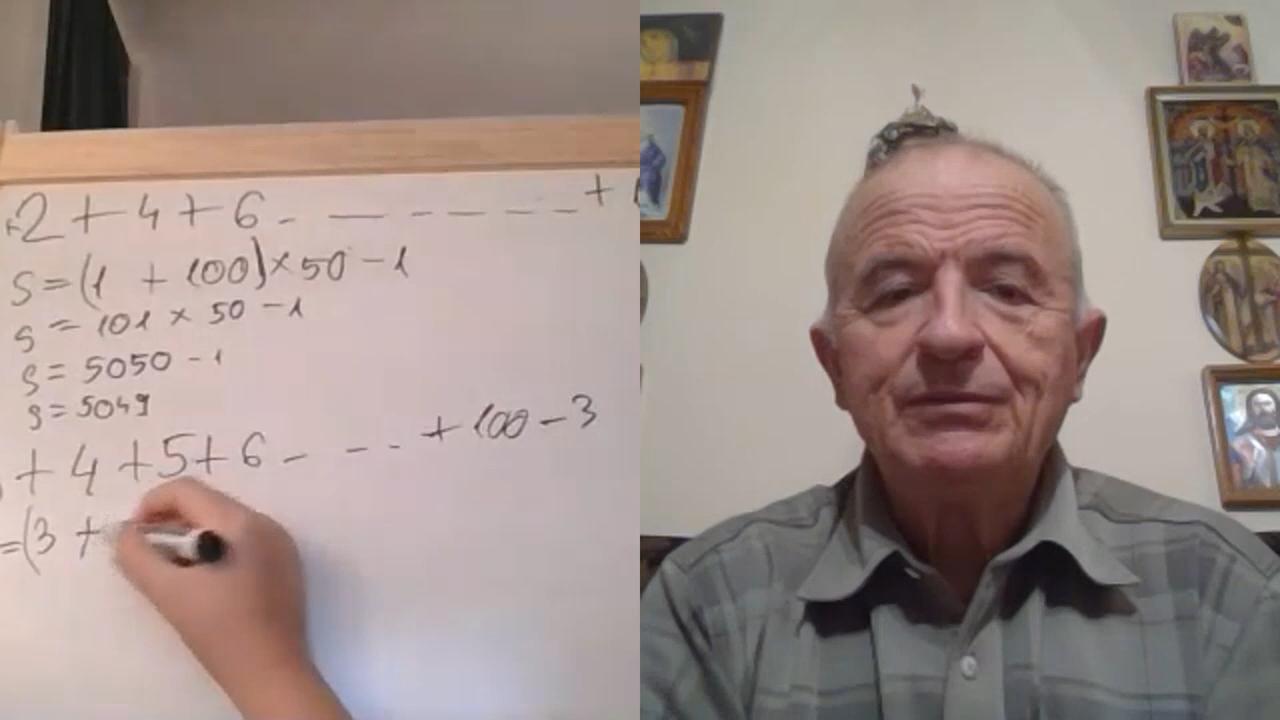 2 + 4 + 6 - — - - - - - +
S = (1 + 100) × 50 - 1
S = 101 × 50 - 1
S = 5050 - 1
S = 5049
+ 4 + 5 + 6 - - - - + 100 - 3
= (3 +